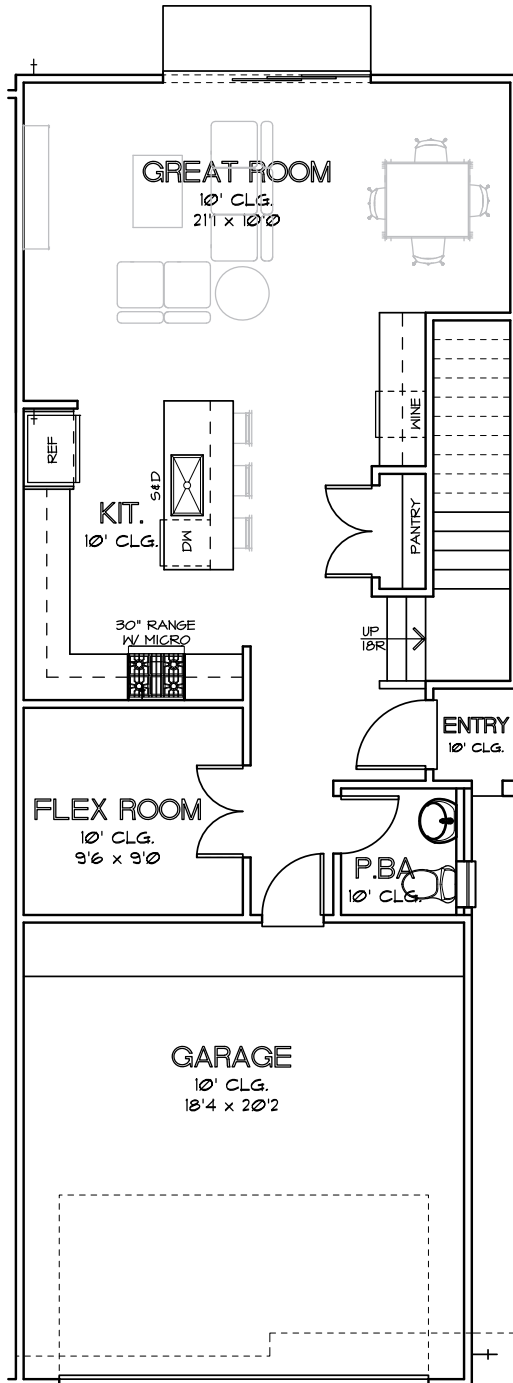 GREAT ROOM
10' CLG.
21'1 x 10'0
WINE
REF
S&D
KIT.
10' CLG.
DW
PANTRY
30" RANGE
W/ MICRO
UP
18R
ENTRY
10' CLG.
FLEX ROOM
10' CLG.
9'6 x 9'0
P.BA
10' CLG.
GARAGE
10' CLG.
18'4 x 20'2